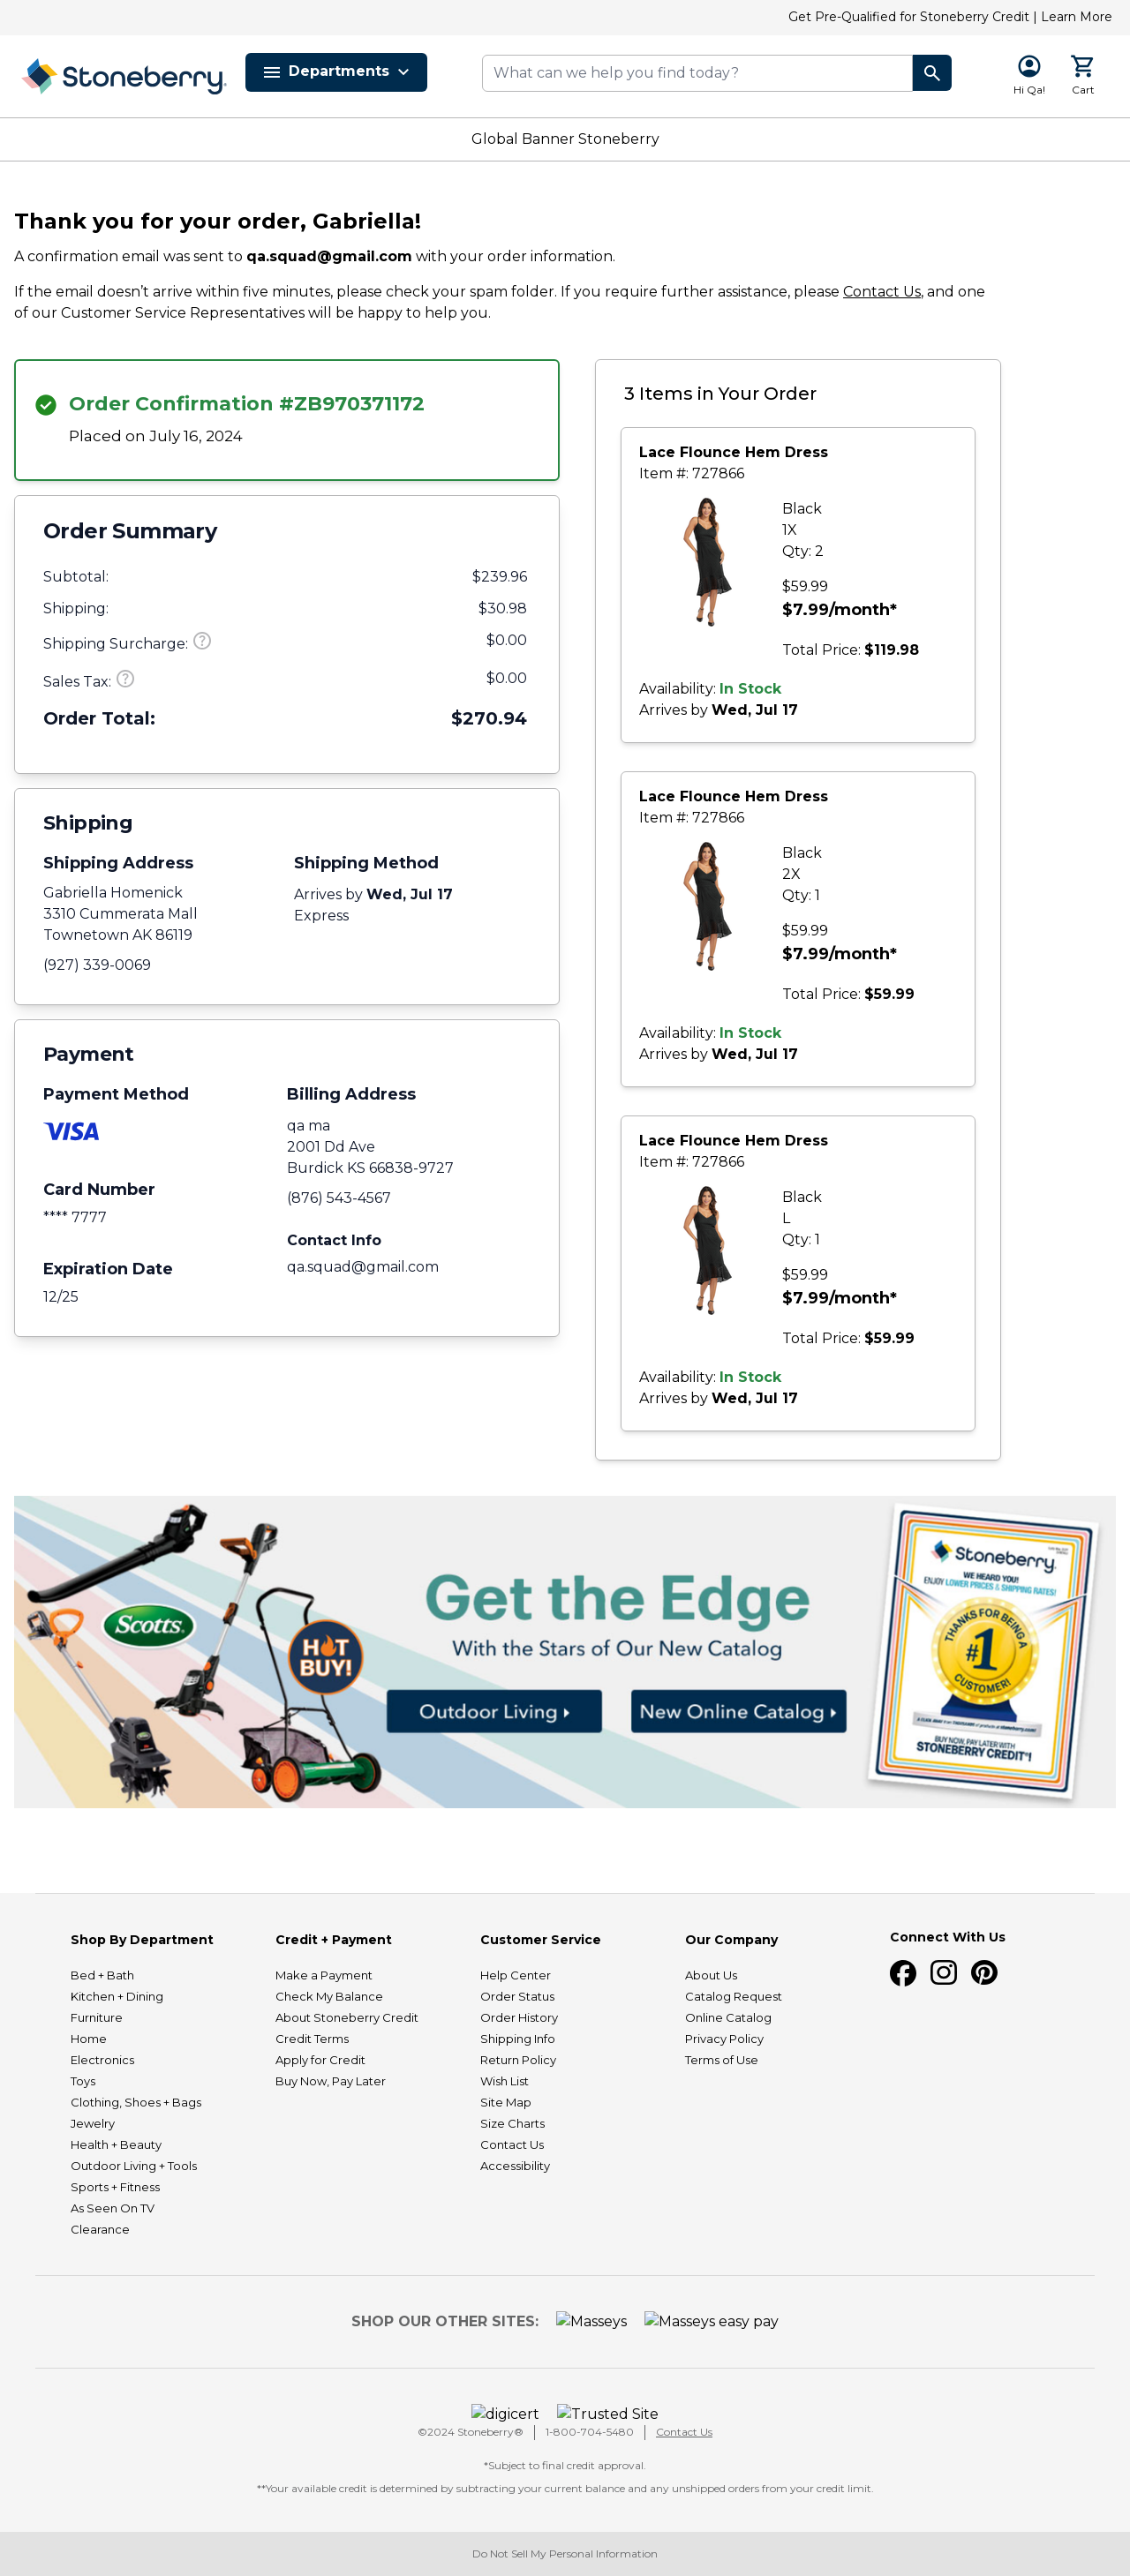 Get Pre-Qualified for Stoneberry Credit | Learn More
Stoneberry
Departments
What can we help you find today?
Hi Qa!
Cart
Global Banner Stoneberry
Thank you for your order, Gabriella!
A confirmation email was sent to qa.squad@gmail.com with your order information.
If the email doesn’t arrive within five minutes, please check your spam folder. If you require further assistance, please Contact Us, and one
of our Customer Service Representatives will be happy to help you.
Order Confirmation #ZB970371172
Placed on July 16, 2024
Order Summary
Subtotal: $239.96
Shipping: $30.98
Shipping Surcharge: ? $0.00
Sales Tax: ? $0.00
Order Total: $270.94
Shipping
Shipping Address
Gabriella Homenick
3310 Cummerata Mall
Townetown AK 86119
(927) 339-0069
Shipping Method
Arrives by Wed, Jul 17
Express
Payment
Payment Method
VISA
Card Number
**** 7777
Expiration Date
12/25
Billing Address
qa ma
2001 Dd Ave
Burdick KS 66838-9727
(876) 543-4567
Contact Info
qa.squad@gmail.com
3 Items in Your Order
Lace Flounce Hem Dress
Item #: 727866
Black
1X
Qty: 2
$59.99
$7.99/month*
Total Price: $119.98
Availability: In Stock
Arrives by Wed, Jul 17
Lace Flounce Hem Dress
Item #: 727866
Black
2X
Qty: 1
$59.99
$7.99/month*
Total Price: $59.99
Availability: In Stock
Arrives by Wed, Jul 17
Lace Flounce Hem Dress
Item #: 727866
Black
L
Qty: 1
$59.99
$7.99/month*
Total Price: $59.99
Availability: In Stock
Arrives by Wed, Jul 17
Scotts
HOT
BUY!
Get the Edge
With the Stars of Our New Catalog
Outdoor Living
New Online Catalog
Stoneberry
WE HEARD YOU!
ENJOY LOWER PRICES & SHIPPING RATES!
THANKS FOR BEING A
#1
CUSTOMER!
BUY NOW, PAY LATER WITH
STONEBERRY CREDIT*!
Shop By Department
Bed + Bath
Kitchen + Dining
Furniture
Home
Electronics
Toys
Clothing, Shoes + Bags
Jewelry
Health + Beauty
Outdoor Living + Tools
Sports + Fitness
As Seen On TV
Clearance
Credit + Payment
Make a Payment
Check My Balance
About Stoneberry Credit
Credit Terms
Apply for Credit
Buy Now, Pay Later
Customer Service
Help Center
Order Status
Order History
Shipping Info
Return Policy
Wish List
Site Map
Size Charts
Contact Us
Accessibility
Our Company
About Us
Catalog Request
Online Catalog
Privacy Policy
Terms of Use
Connect With Us
SHOP OUR OTHER SITES: Masseys Masseys easy pay
digicert Trusted Site
©2024 Stoneberry® | 1-800-704-5480 | Contact Us
*Subject to final credit approval.
**Your available credit is determined by subtracting your current balance and any unshipped orders from your credit limit.
Do Not Sell My Personal Information